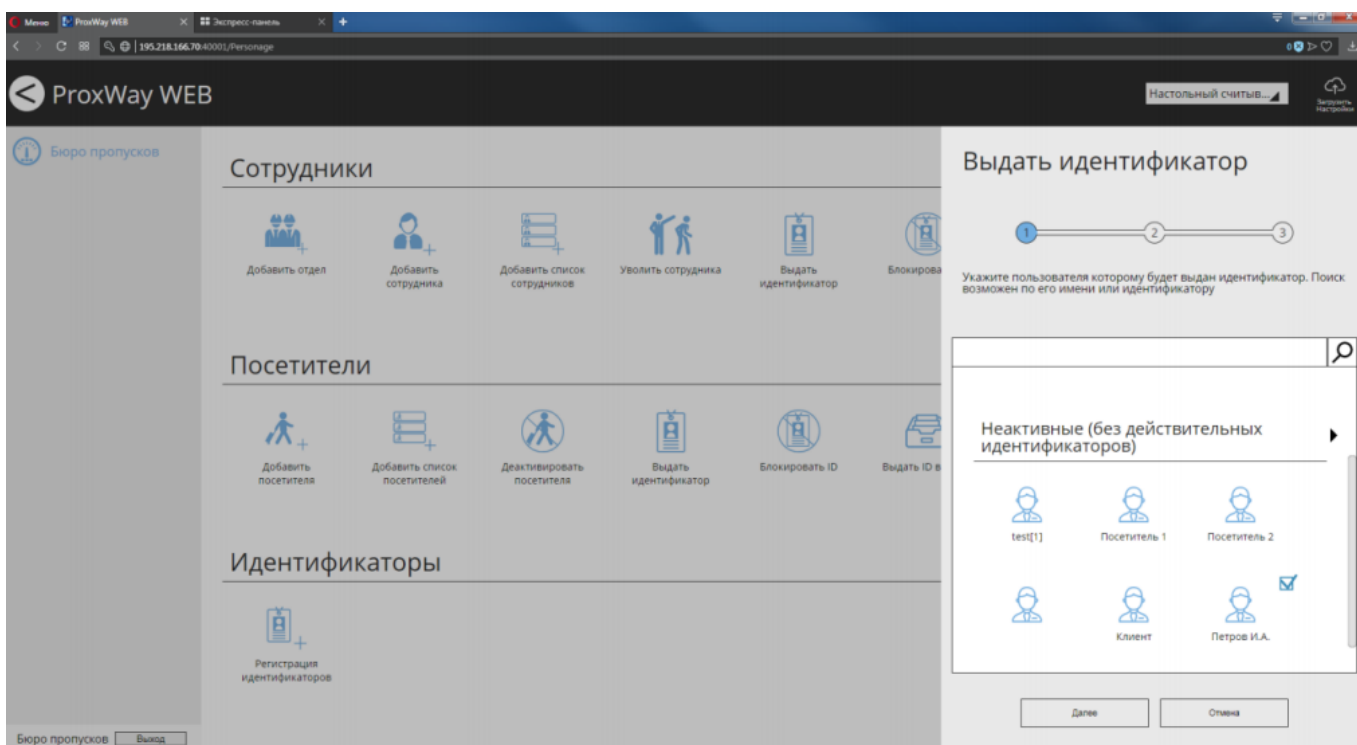 Меню ProxWay WEB Экспресс-панель
195.218.166.70:40001/Personage
0
ProxWay WEB
Настольный считыв...
Загрузить
Настройки
Бюро пропусков
Сотрудники
Добавить отдел
Добавить
сотрудника
Добавить список
сотрудников
Уволить сотрудника
Выдать
идентификатор
Блокирова
Посетители
Добавить
посетителя
Добавить список
посетителей
Деактивировать
посетителя
Выдать
идентификатор
Блокировать ID
Выдать ID в
Идентификаторы
Регистрация
идентификаторов
Бюро пропусков Выход
Выдать идентификатор
1 2 3
Укажите пользователя которому будет выдан идентификатор. Поиск
возможен по его имени или идентификатору
Неактивные (без действительных
идентификаторов)
test[1] Посетитель 1 Посетитель 2
Клиент Петров И.А.
Далее Отмена